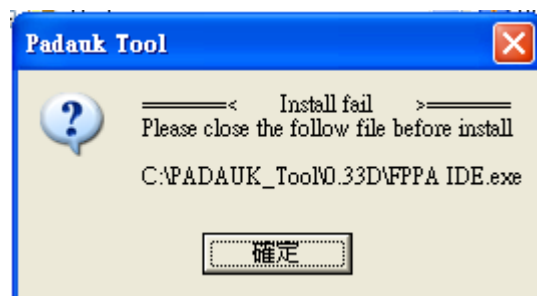 Padauk Tool
═════< Install fail >═════
Please close the follow file before install
C:\PADAUK_Tool\0.33D\FPPA IDE.exe
確定